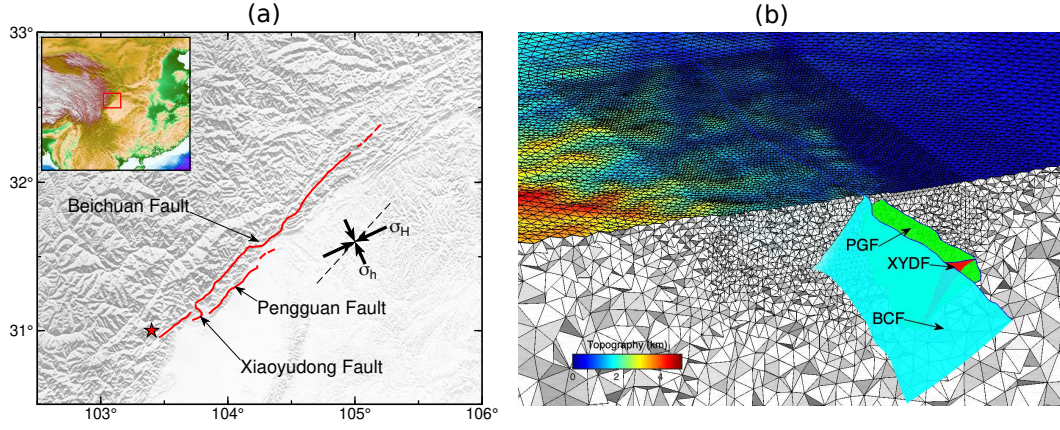 (a)
33°
32°
31°
103°
104°
105°
106°
Beichuan Fault
σH
σh
Pengguan Fault
Xiaoyudong Fault
(b)
PGF
XYDF
BCF
Topography (km)
0 2 4